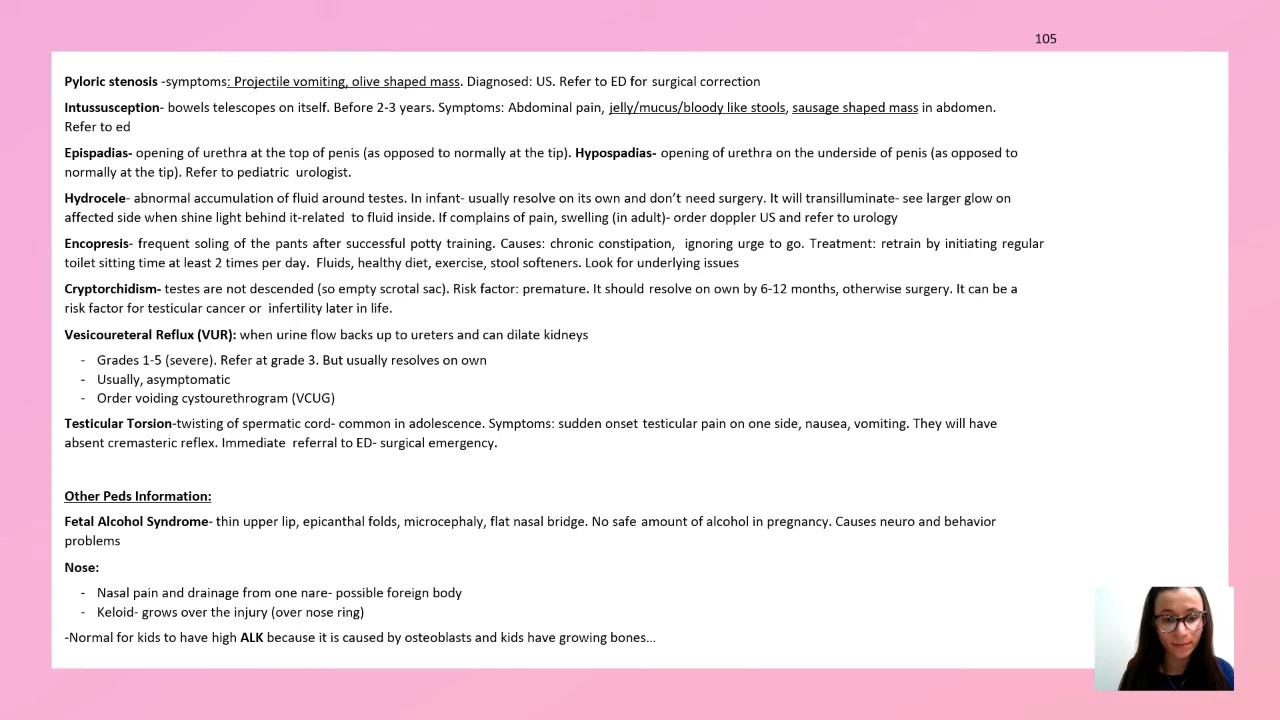 105
Pyloric stenosis -symptoms: Projectile vomiting, olive shaped mass. Diagnosed: US. Refer to ED for surgical correction
Intussusception- bowels telescopes on itself. Before 2-3 years. Symptoms: Abdominal pain, jelly/mucus/bloody like stools, sausage shaped mass in abdomen.
Refer to ed
Epispadias- opening of urethra at the top of penis (as opposed to normally at the tip). Hypospadias- opening of urethra on the underside of penis (as opposed to
normally at the tip). Refer to pediatric urologist.
Hydrocele- abnormal accumulation of fluid around testes. In infant- usually resolve on its own and don't need surgery. It will transilluminate- see larger glow on
affected side when shine light behind it-related to fluid inside. If complains of pain, swelling (in adult)- order doppler US and refer to urology
Encopresis- frequent soling of the pants after successful potty training. Causes: chronic constipation, ignoring urge to go. Treatment: retrain by initiating regular
toilet sitting time at least 2 times per day. Fluids, healthy diet, exercise, stool softeners. Look for underlying issues
Cryptorchidism- testes are not descended (so empty scrotal sac). Risk factor: premature. It should resolve on own by 6-12 months, otherwise surgery. It can be a
risk factor for testicular cancer or infertility later in life.
Vesicoureteral Reflux (VUR): when urine flow backs up to ureters and can dilate kidneys
- Grades 1-5 (severe). Refer at grade 3. But usually resolves on own
- Usually, asymptomatic
- Order voiding cystourethrogram (VCUG)
Testicular Torsion-twisting of spermatic cord- common in adolescence. Symptoms: sudden onset testicular pain on one side, nausea, vomiting. They will have
absent cremasteric reflex. Immediate referral to ED- surgical emergency.
Other Peds Information:
Fetal Alcohol Syndrome- thin upper lip, epicanthal folds, microcephaly, flat nasal bridge. No safe amount of alcohol in pregnancy. Causes neuro and behavior
problems
Nose:
- Nasal pain and drainage from one nare- possible foreign body
- Keloid- grows over the injury (over nose ring)
-Normal for kids to have high ALK because it is caused by osteoblasts and kids have growing bones...